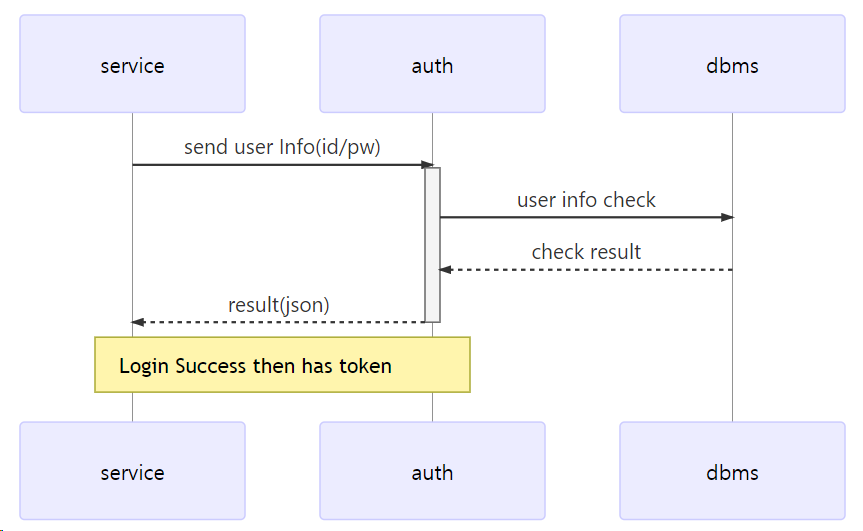 service
auth
dbms
send user Info(id/pw)
user info check
check result
result(json)
Login Success then has token
service
auth
dbms